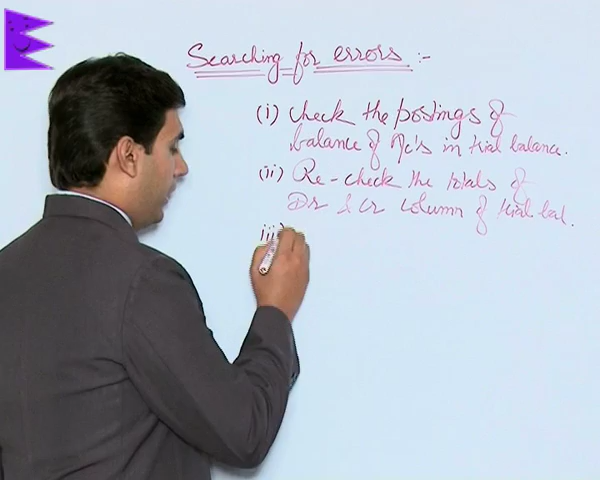 Searching for errors :-
(i) Check the postings of
balance of A/c's in trial balance.
(ii) Re-check the totals of
Dr & Cr column of trial bal.
iii)